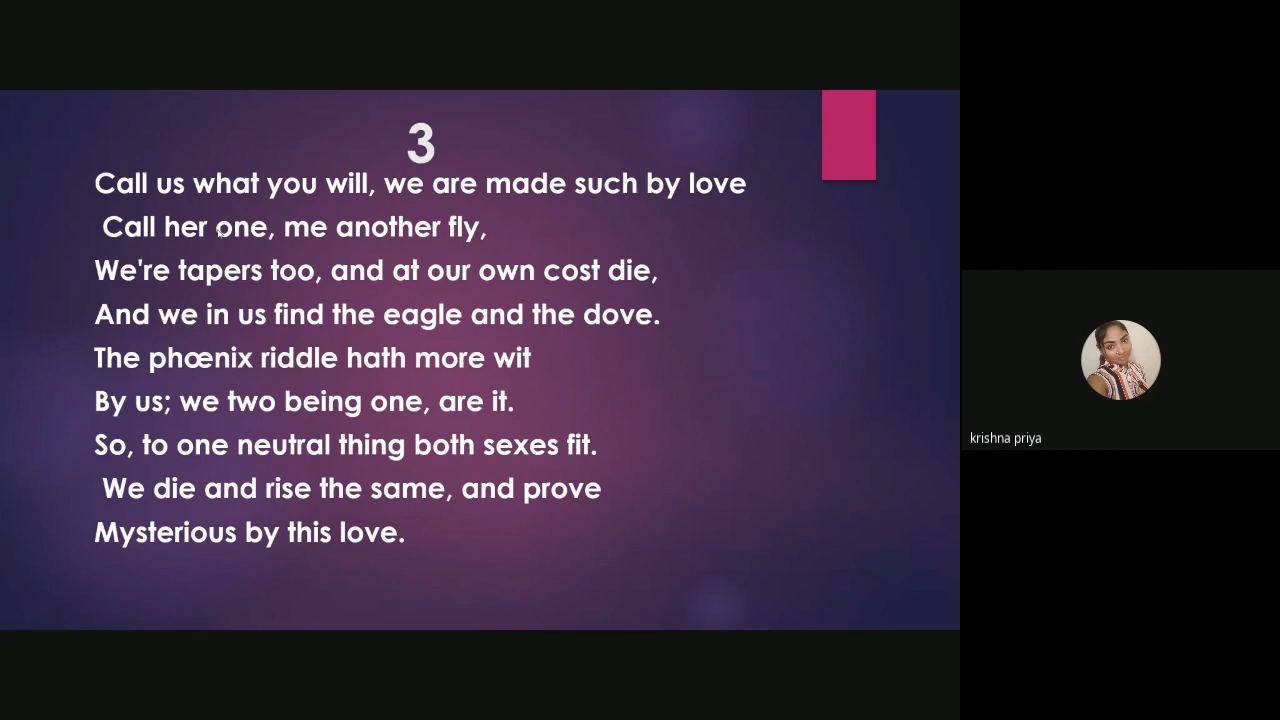 3
Call us what you will, we are made such by love
Call her one, me another fly,
We're tapers too, and at our own cost die,
And we in us find the eagle and the dove.
The phœnix riddle hath more wit
By us; we two being one, are it.
So, to one neutral thing both sexes fit.
We die and rise the same, and prove
Mysterious by this love.
krishna priya